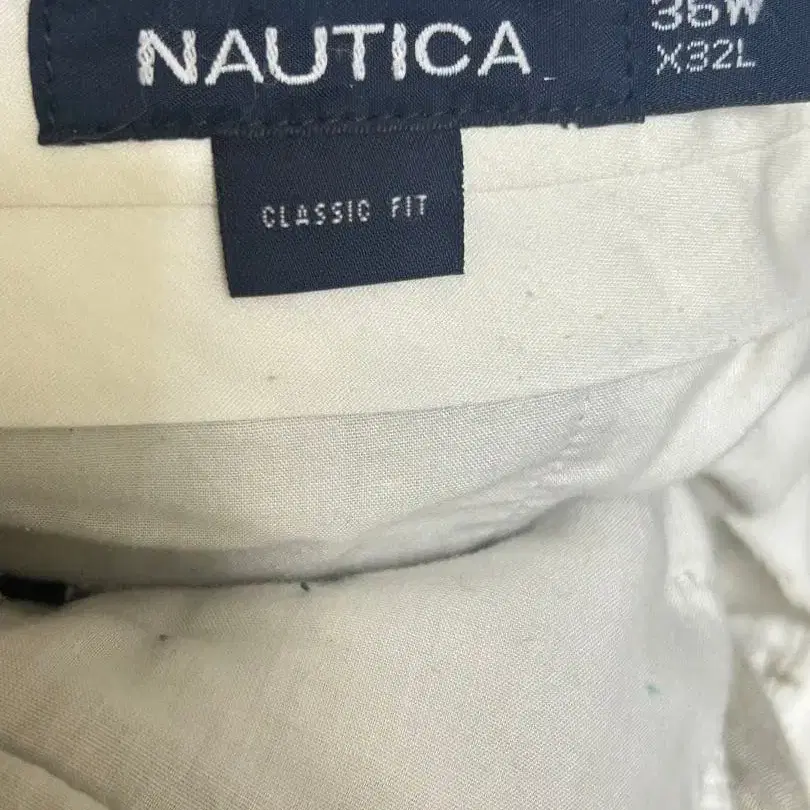 NAUTICA
36W
X32L
CLASSIC FIT